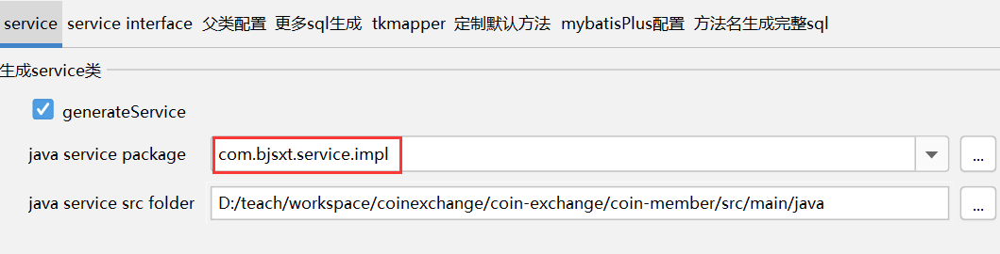 service service interface 父类配置 更多sql生成 tkmapper 定制默认方法 mybatisPlus配置 方法名生成完整sql
生成service类
generateService
java service package com.bjsxt.service.impl ...
java service src folder D:/teach/workspace/coinexchange/coin-exchange/coin-member/src/main/java ...